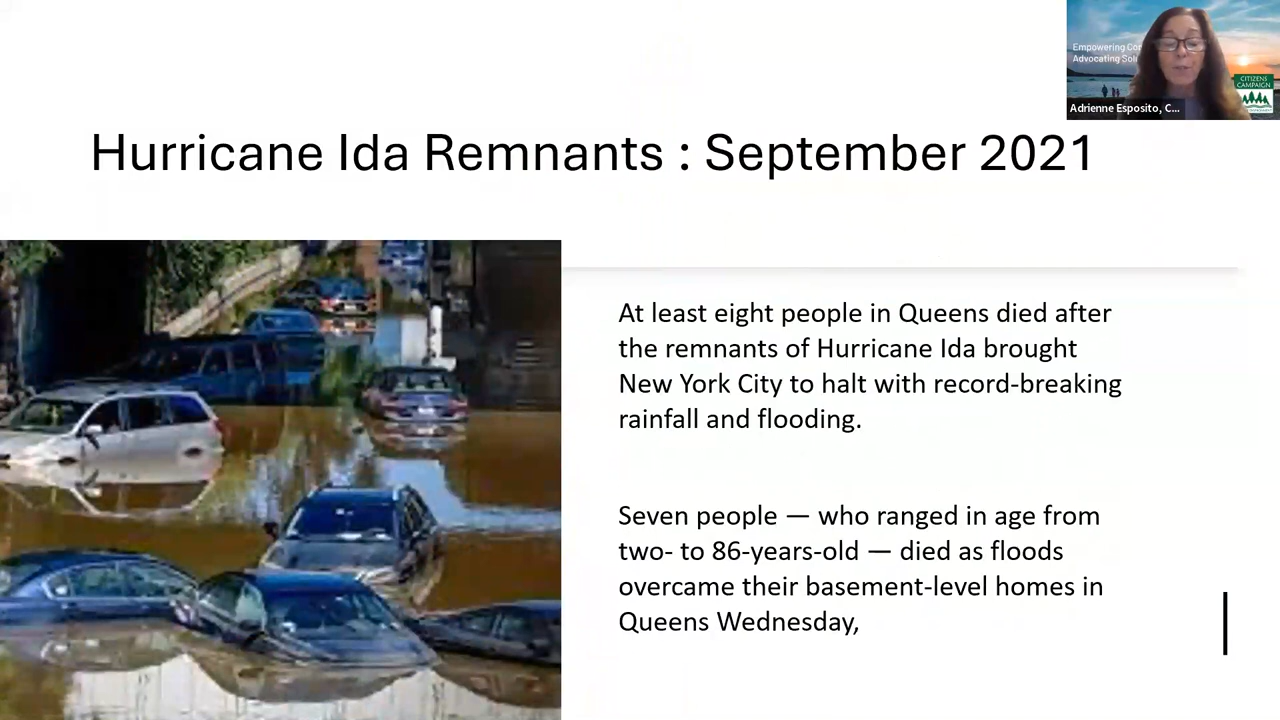 Empowering
Advocating
CITIZENS
CAMPAIGN
Adrienne Esposito, C...
Hurricane Ida Remnants : September 2021
At least eight people in Queens died after
the remnants of Hurricane Ida brought
New York City to halt with record-breaking
rainfall and flooding.
Seven people — who ranged in age from
two- to 86-years-old — died as floods
overcame their basement-level homes in
Queens Wednesday,